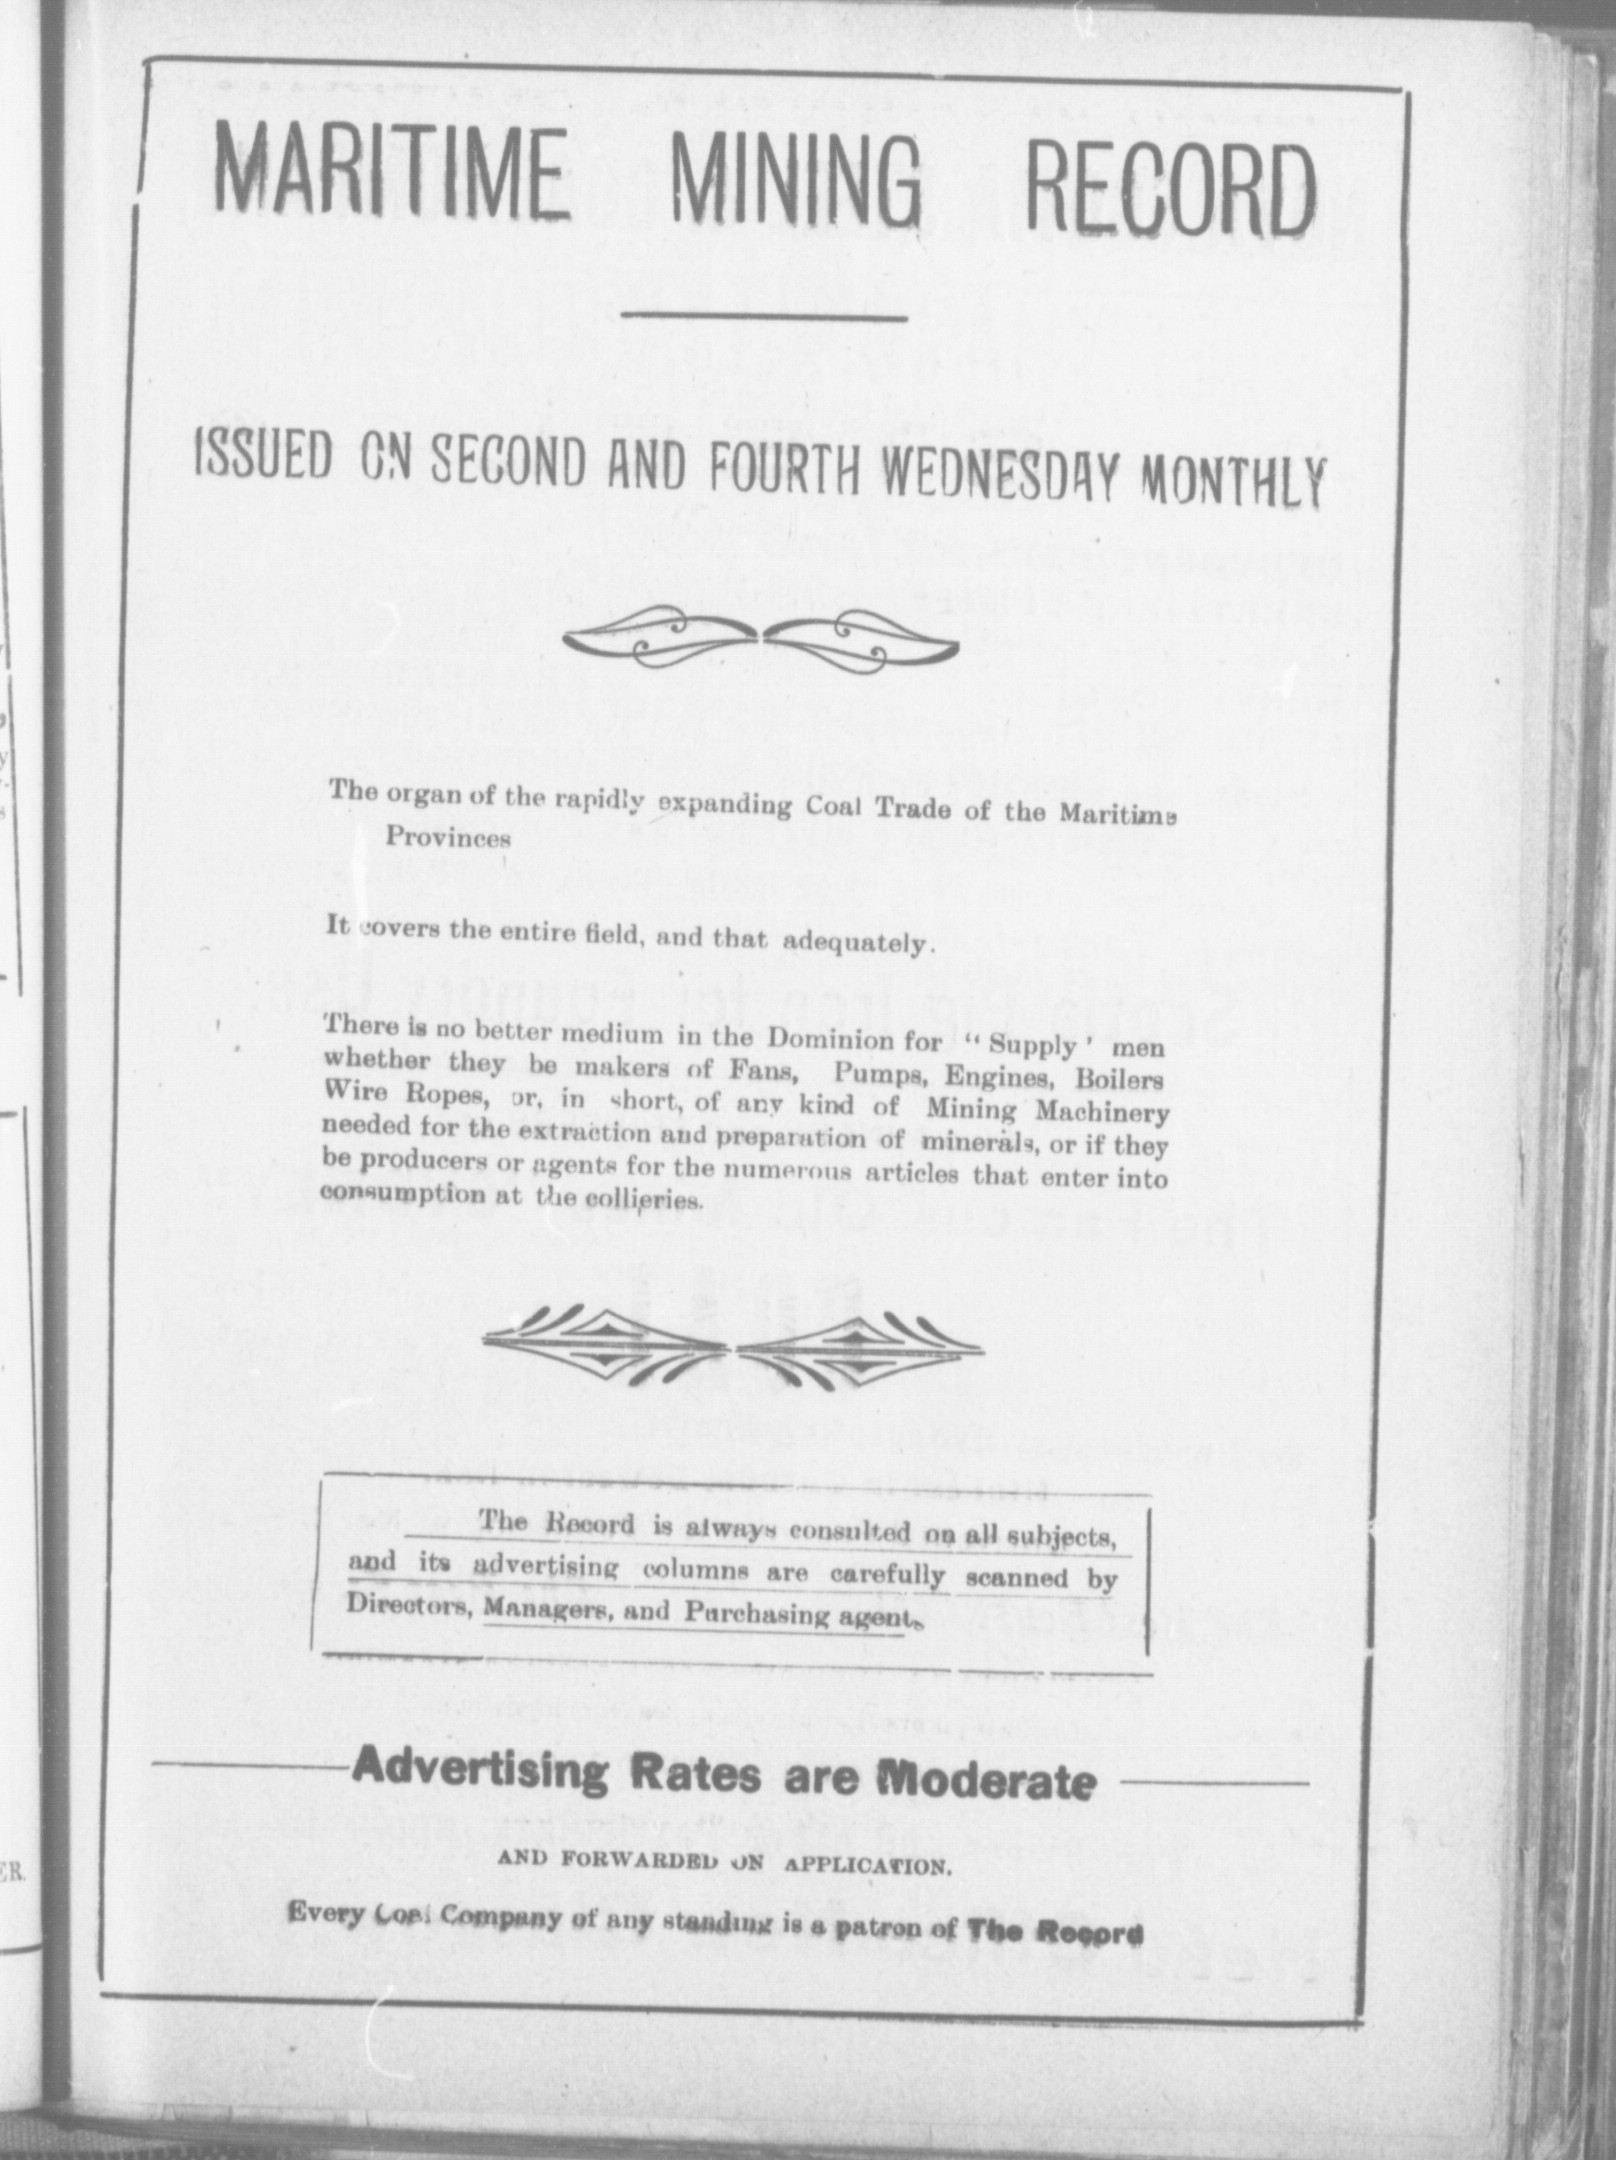 MARITIME MINING RECORD
ISSUED ON SECOND AND FOURTH WEDNESDAY MONTHLY
The organ of the rapidly expanding Coal Trade of the Maritime
Provinces
It covers the entire field, and that adequately.
There is no better medium in the Dominion for “ Supply ’ men
whether they be makers of Fans, Pumps, Engines, Boilers
Wire Ropes, or, in short, of any kind of Mining Machinery
needed for the extraction and preparation of minerals, or if they
be producers or agents for the numerous articles that enter into
consumption at the collieries.
The Record is always consulted on all subjects,
and its advertising columns are carefully scanned by
Directors, Managers, and Purchasing agents
Advertising Rates are Moderate
AND FORWARDED ON APPLICATION.
Every Coal Company of any standing is a patron of The Record
ER.